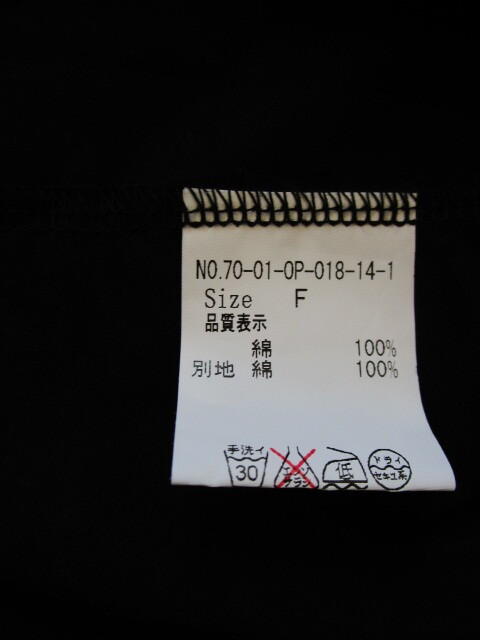 NO.70-01-OP-018-14-1
Size F
品質表示
綿 100%
別地 綿 100%
手洗イ 30 エンソ サラシ 低 ドライ セキユ系